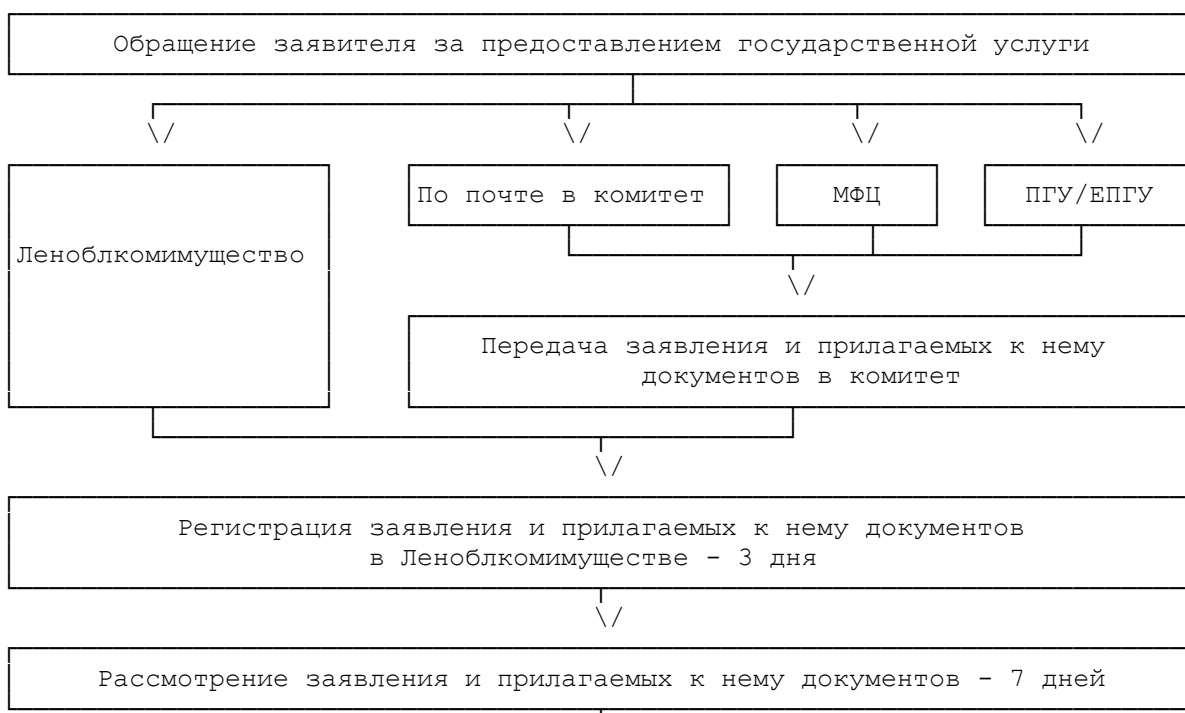 Обращение заявителя за предоставлением государственной услуги
По почте в комитет
МФЦ
ПГУ/ЕПГУ
Леноблкомимущество
Передача заявления и прилагаемых к нему
документов в комитет
Регистрация заявления и прилагаемых к нему документов
в Леноблкомимуществе - 3 дня
Рассмотрение заявления и прилагаемых к нему документов - 7 дней